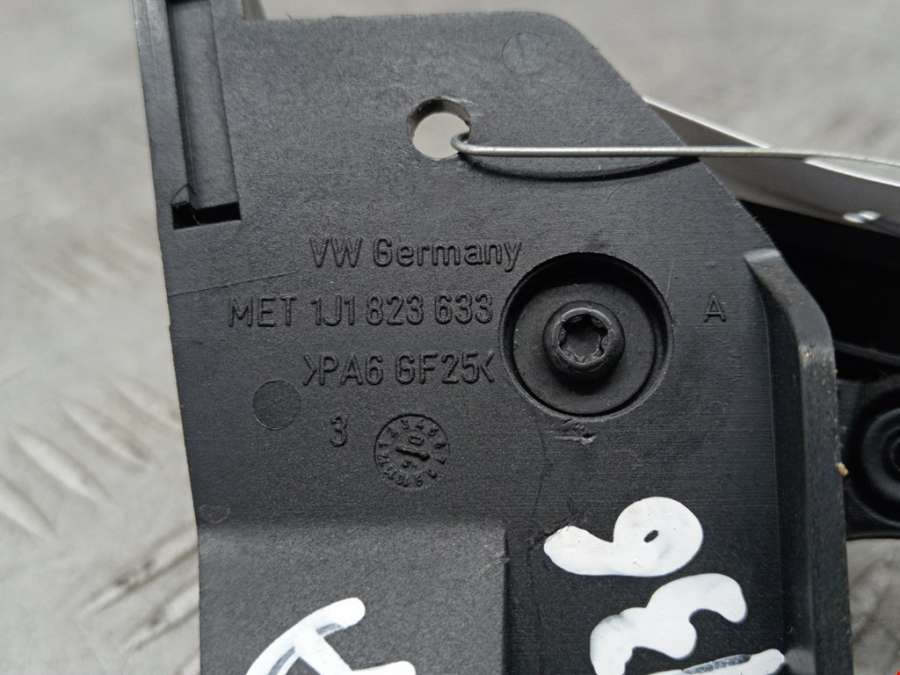 VW Germany
MET 1J1 823 633 A
>PA6 GF25<
3